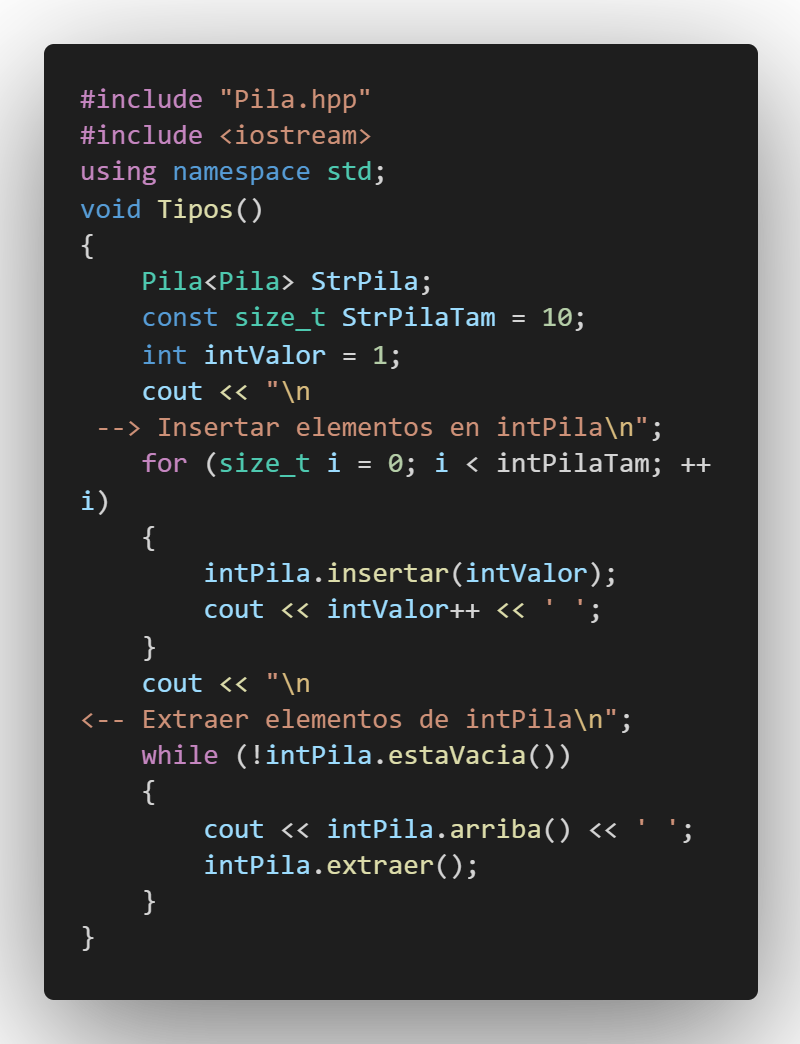 #include "Pila.hpp"
#include <iostream>
using namespace std;
void Tipos()
{
    Pila<Pila> StrPila;
    const size_t StrPilaTam = 10;
    int intValor = 1;
    cout << "\n
 --> Insertar elementos en intPila\n";
    for (size_t i = 0; i < intPilaTam; ++
i)
    {
        intPila.insertar(intValor);
        cout << intValor++ << ' ';
    }
    cout << "\n
<-- Extraer elementos de intPila\n";
    while (!intPila.estaVacia())
    {
        cout << intPila.arriba() << ' ';
        intPila.extraer();
    }
}